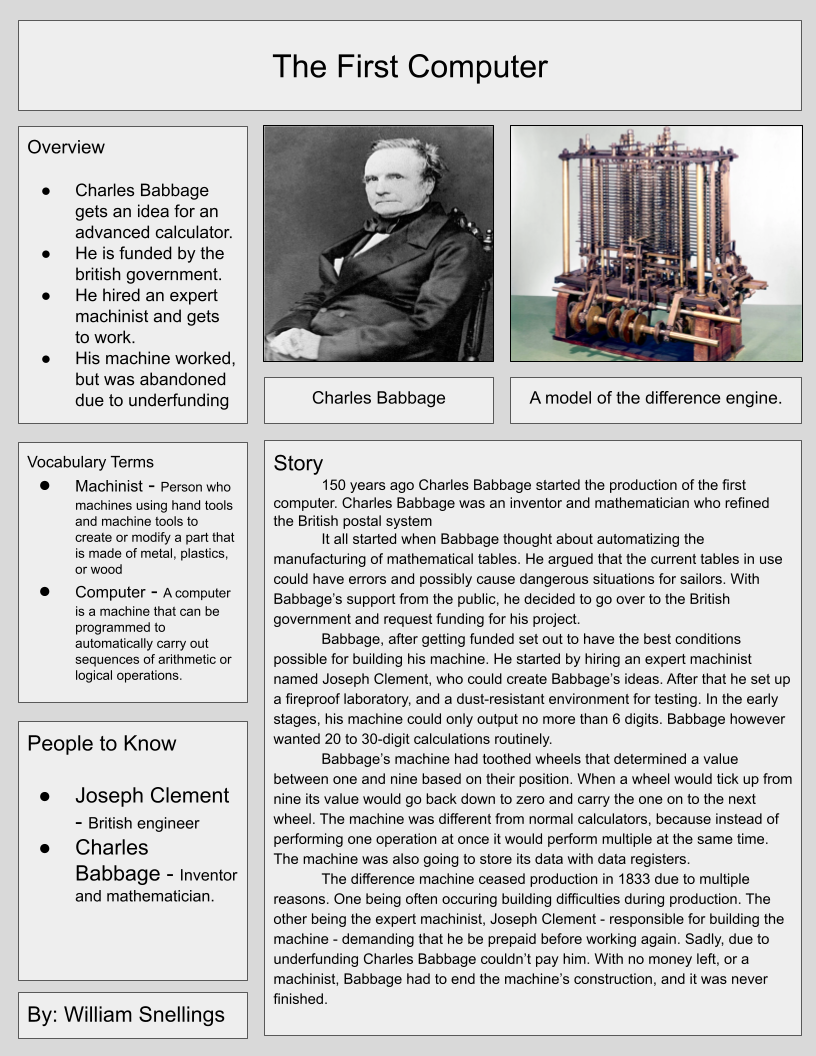 The First Computer
Overview
● Charles Babbage
gets an idea for an
advanced calculator.
● He is funded by the
british government.
● He hired an expert
machinist and gets
to work.
● His machine worked,
but was abandoned
due to underfunding
Charles Babbage
A model of the difference engine.
Vocabulary Terms
● Machinist - Person who
machines using hand tools
and machine tools to
create or modify a part that
is made of metal, plastics,
or wood
● Computer - A computer
is a machine that can be
programmed to
automatically carry out
sequences of arithmetic or
logical operations.
People to Know
● Joseph Clement
- British engineer
● Charles
Babbage - Inventor
and mathematician.
By: William Snellings
Story
150 years ago Charles Babbage started the production of the first
computer. Charles Babbage was an inventor and mathematician who refined
the British postal system
It all started when Babbage thought about automatizing the
manufacturing of mathematical tables. He argued that the current tables in use
could have errors and possibly cause dangerous situations for sailors. With
Babbage’s support from the public, he decided to go over to the British
government and request funding for his project.
Babbage, after getting funded set out to have the best conditions
possible for building his machine. He started by hiring an expert machinist
named Joseph Clement, who could create Babbage’s ideas. After that he set up
a fireproof laboratory, and a dust-resistant environment for testing. In the early
stages, his machine could only output no more than 6 digits. Babbage however
wanted 20 to 30-digit calculations routinely.
Babbage’s machine had toothed wheels that determined a value
between one and nine based on their position. When a wheel would tick up from
nine its value would go back down to zero and carry the one on to the next
wheel. The machine was different from normal calculators, because instead of
performing one operation at once it would perform multiple at the same time.
The machine was also going to store its data with data registers.
The difference machine ceased production in 1833 due to multiple
reasons. One being often occuring building difficulties during production. The
other being the expert machinist, Joseph Clement - responsible for building the
machine - demanding that he be prepaid before working again. Sadly, due to
underfunding Charles Babbage couldn’t pay him. With no money left, or a
machinist, Babbage had to end the machine’s construction, and it was never
finished.